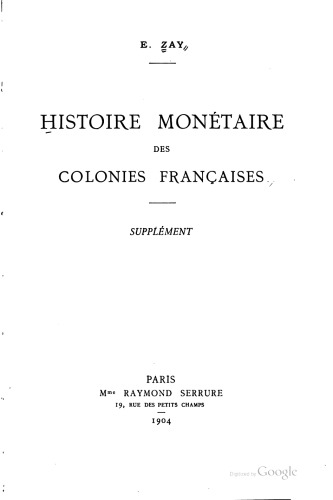 E. ZAY
HISTOIRE MONÉTAIRE
DES
COLONIES FRANÇAISES
SUPPLÉMENT
PARIS
Mme RAYMOND SERRURE
19, RUE DES PETITS CHAMPS
1904
Digitized by Google